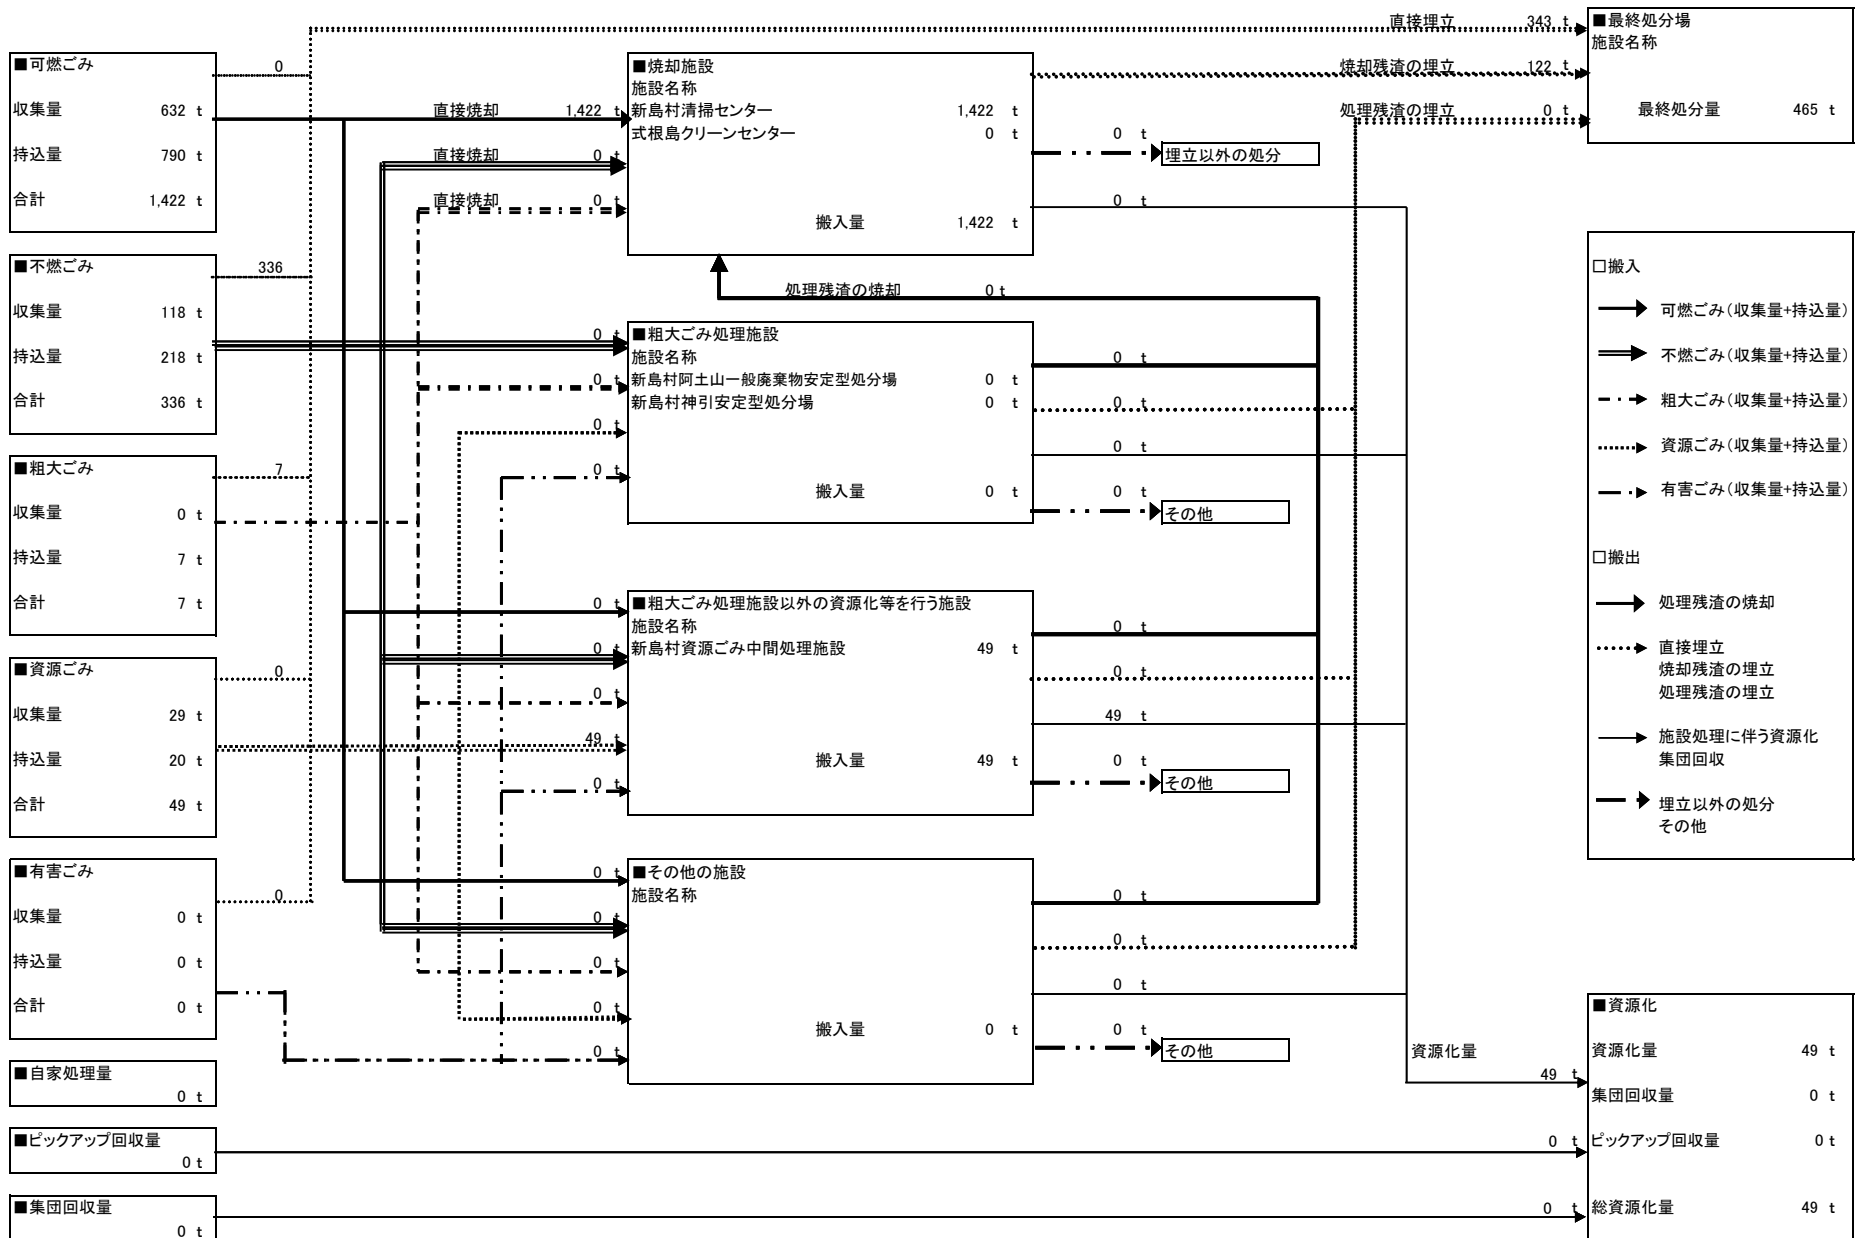 ■可燃ごみ
0
収集量 632 t
持込量 790 t
合計 1,422 t
■不燃ごみ
336
収集量 118 t
持込量 218 t
合計 336 t
■粗大ごみ
7
収集量 0 t
持込量 7 t
合計 7 t
■資源ごみ
0
収集量 29 t
持込量 20 t
合計 49 t
■有害ごみ
0
収集量 0 t
持込量 0 t
合計 0 t
■自家処理量
0 t
■ピックアップ回収量
0 t
■集団回収量
0 t
直接焼却 1,422 t
直接焼却 0 t
直接焼却 0 t
■焼却施設
施設名称
新島村清掃センター 1,422 t
式根島クリーンセンター 0 t
搬入量 1,422 t
0 t
埋立以外の処分
0 t
処理残渣の焼却 0 t
0 t
0 t
0 t
0 t
■粗大ごみ処理施設
施設名称
新島村阿土山一般廃棄物安定型処分場 0 t
新島村神引安定型処分場 0 t
搬入量 0 t
0 t
0 t
0 t
0 t
その他
0 t
0 t
0 t
49 t
0 t
■粗大ごみ処理施設以外の資源化等を行う施設
施設名称
新島村資源ごみ中間処理施設 49 t
搬入量 49 t
0 t
0 t
49 t
0 t
その他
0 t
0 t
0 t
0 t
0 t
■その他の施設
施設名称
搬入量 0 t
0 t
0 t
0 t
0 t
その他
直接埋立 343 t
焼却残渣の埋立 122 t
処理残渣の埋立 0 t
■最終処分場
施設名称
最終処分量 465 t
□搬入
可燃ごみ(収集量+持込量)
不燃ごみ(収集量+持込量)
粗大ごみ(収集量+持込量)
資源ごみ(収集量+持込量)
有害ごみ(収集量+持込量)
□搬出
処理残渣の焼却
直接埋立
焼却残渣の埋立
処理残渣の埋立
施設処理に伴う資源化
集団回収
埋立以外の処分
その他
資源化量
49 t
0 t
0 t
■資源化
資源化量 49 t
集団回収量 0 t
ピックアップ回収量 0 t
総資源化量 49 t